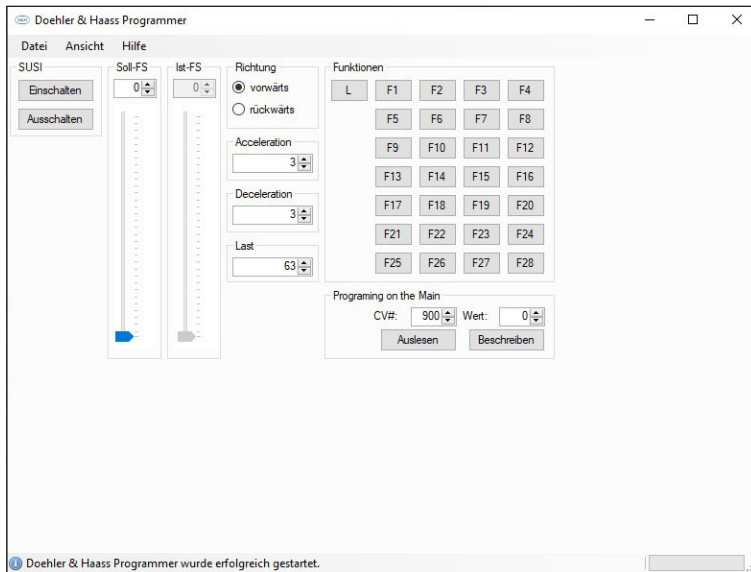 Doehler & Haass Programmer
Datei Ansicht Hilfe
SUSI
Einschalten
Ausschalten
Soll-FS
0
Ist-FS
0
Richtung
vorwärts
rückwärts
Acceleration
3
Deceleration
3
Last
63
Funktionen
L F1 F2 F3 F4
F5 F6 F7 F8
F9 F10 F11 F12
F13 F14 F15 F16
F17 F18 F19 F20
F21 F22 F23 F24
F25 F26 F27 F28
Programing on the Main
CV#: 900 Wert: 0
Auslesen Beschreiben
Doehler & Haass Programmer wurde erfolgreich gestartet.